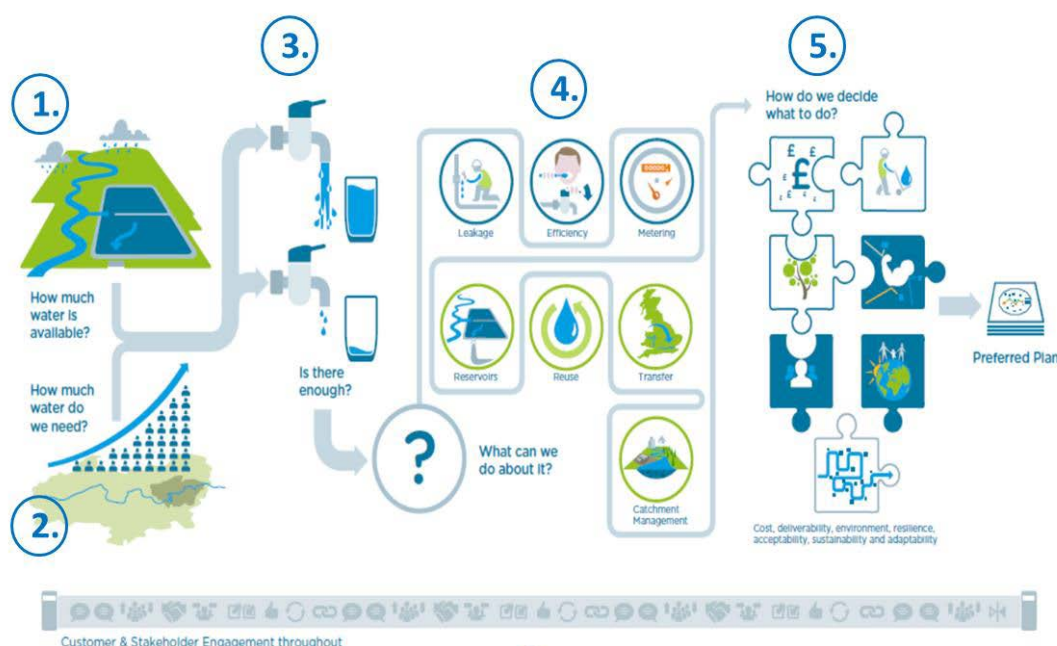 1.
How much
water is
available?
How much
water do
we need?
2.
3.
Is there
enough?
What can we
do about it?
4.
Leakage
Efficiency
Metering
Reservoirs
Reuse
Transfer
Catchment
Management
5.
How do we decide
what to do?
£
£
£
£
£
£
£
Cost, deliverability, environment, resilience,
acceptability, sustainability and adaptability
Preferred Plan
Customer & Stakeholder Engagement throughout